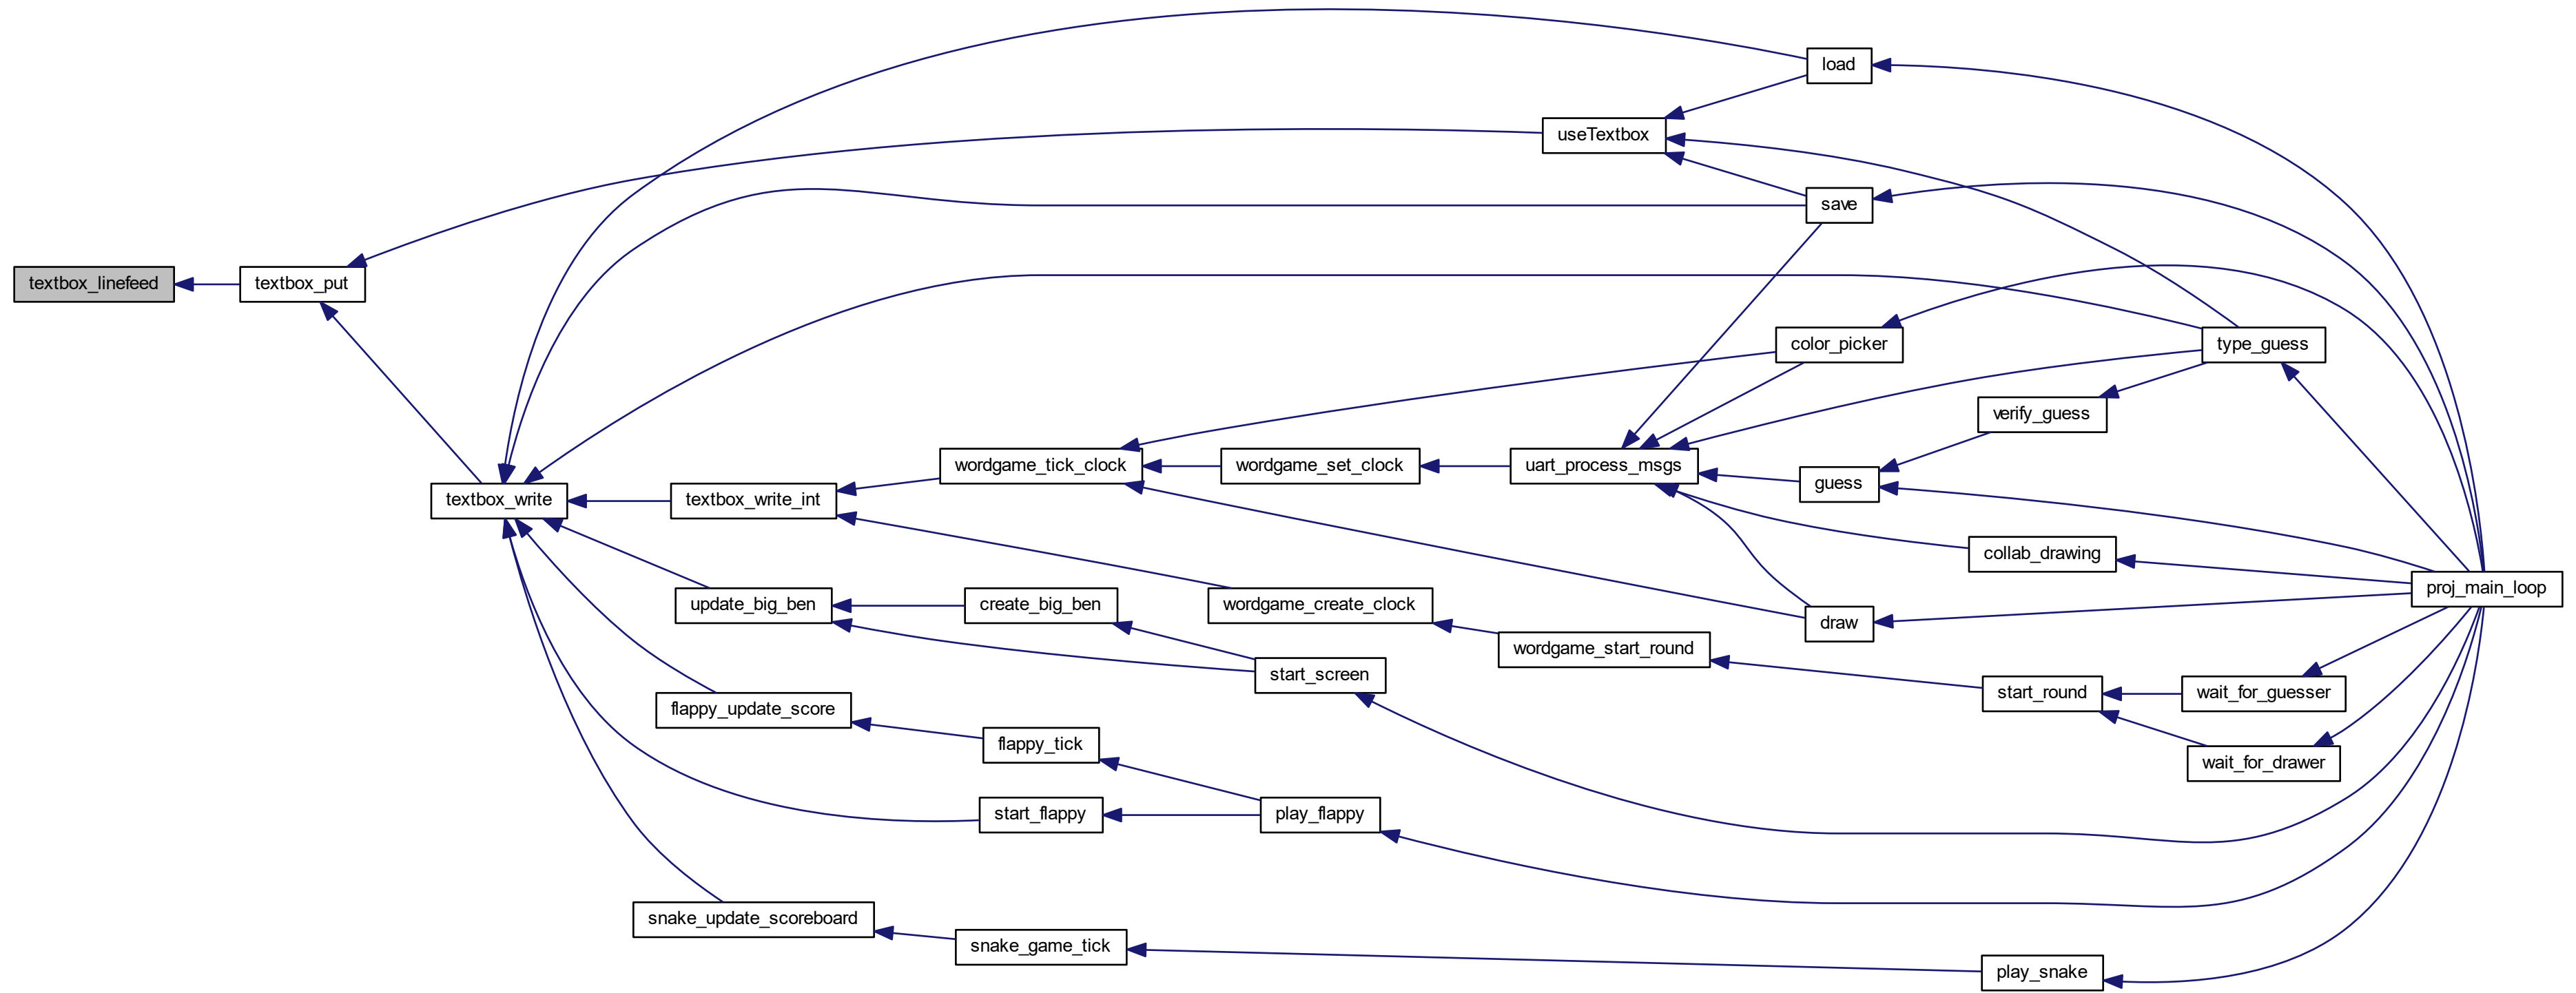 load
useTextbox
save
textbox_linefeed
textbox_put
color_picker
type_guess
verify_guess
wordgame_tick_clock
wordgame_set_clock
uart_process_msgs
guess
textbox_write
textbox_write_int
collab_drawing
proj_main_loop
update_big_ben
create_big_ben
wordgame_create_clock
draw
wordgame_start_round
start_screen
start_round
wait_for_guesser
flappy_update_score
flappy_tick
wait_for_drawer
start_flappy
play_flappy
snake_update_scoreboard
snake_game_tick
play_snake